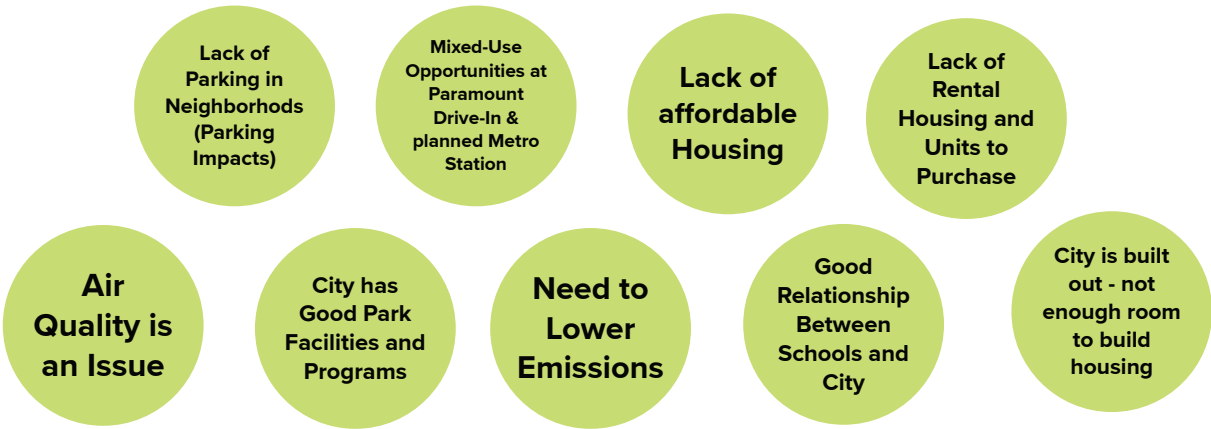 Lack of
Parking in
Neighborhods
(Parking
Impacts)
Mixed-Use
Opportunities at
Paramount
Drive-In &
planned Metro
Station
Lack of
affordable
Housing
Lack of
Rental
Housing and
Units to
Purchase
Air
Quality is
an Issue
City has
Good Park
Facilities and
Programs
Need to
Lower
Emissions
Good
Relationship
Between
Schools and
City
City is built
out - not
enough room
to build
housing